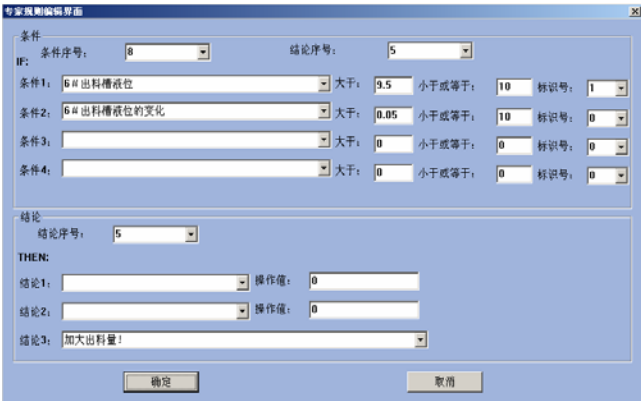 专家规则编辑界面
条件
条件序号： 8 结论序号： 5
IF:
条件1： 6#出料槽液位 大于： 9.5 小于或等于： 10 标识号： 1
条件2： 6#出料槽液位的变化 大于： 0.05 小于或等于： 10 标识号： 0
条件3： 大于： 0 小于或等于： 0 标识号： 0
条件4： 大于： 0 小于或等于： 0 标识号： 0
结论
结论序号： 5
THEN:
结论1： 操作值： 0
结论2： 操作值： 0
结论3： 加大出料量！
确定 取消